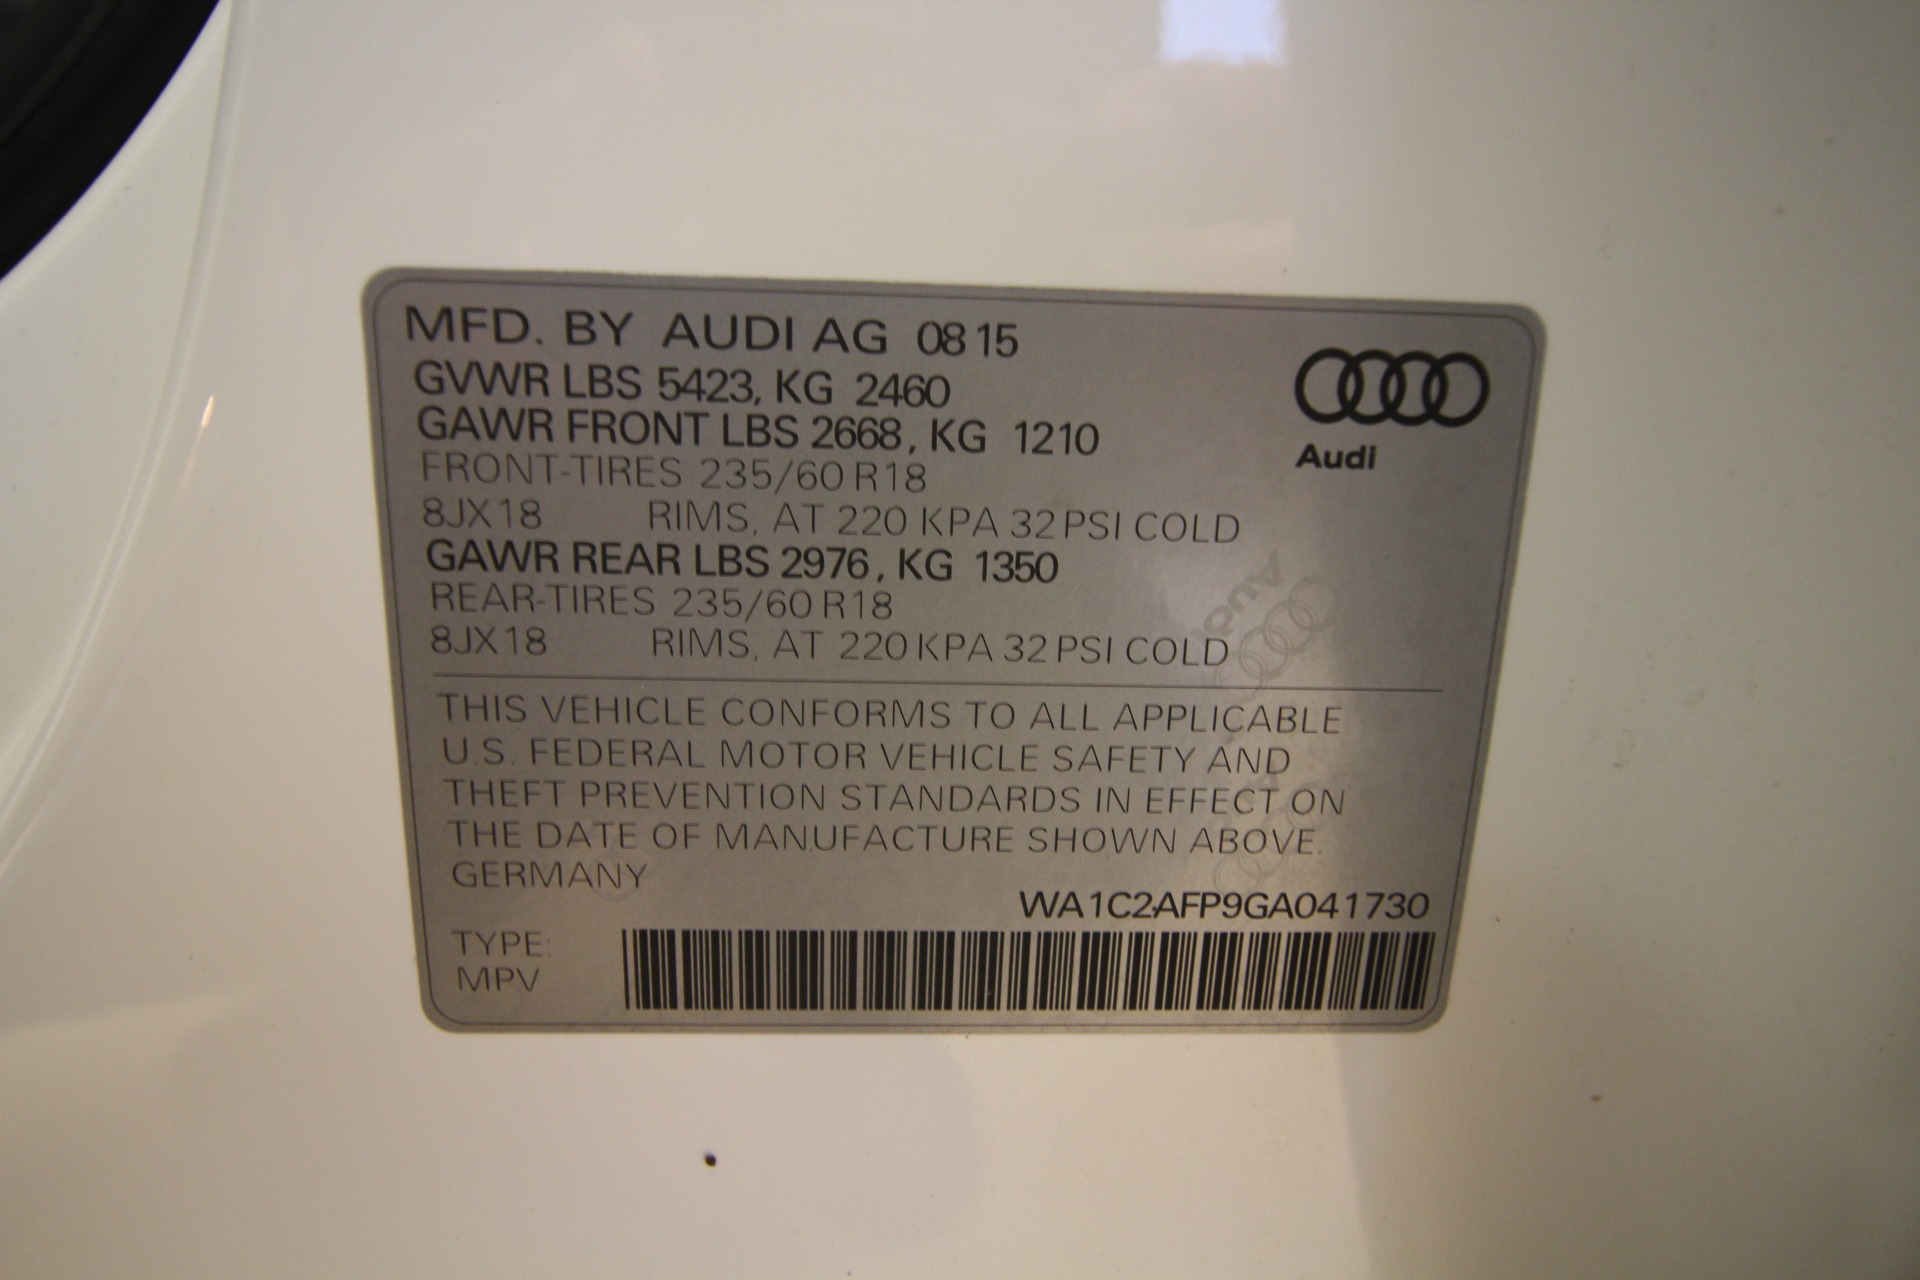 MFD. BY AUDI AG 08 15
GVWR LBS 5423, KG 2460
GAWR FRONT LBS 2668, KG 1210
FRONT-TIRES 235/60 R18
8JX18 RIMS, AT 220 KPA 32 PSI COLD
GAWR REAR LBS 2976, KG 1350
REAR-TIRES 235/60 R18
8JX18 RIMS, AT 220 KPA 32 PSI COLD
Audi
Audi
THIS VEHICLE CONFORMS TO ALL APPLICABLE
U.S. FEDERAL MOTOR VEHICLE SAFETY AND
THEFT PREVENTION STANDARDS IN EFFECT ON
THE DATE OF MANUFACTURE SHOWN ABOVE.
GERMANY
WA1C2AFP9GA041730
TYPE:
MPV